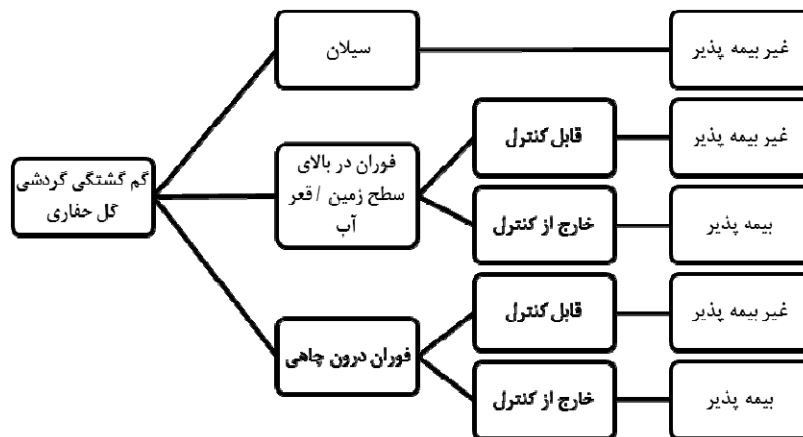 گم گشتگی گردشی
گل حفاری
سیلان
غیر بیمه پذیر
فوران در بالای
سطح زمین / قعر
آب
قابل کنترل
غیر بیمه پذیر
خارج از کنترل
بیمه پذیر
فوران درون چاهی
قابل کنترل
غیر بیمه پذیر
خارج از کنترل
بیمه پذیر